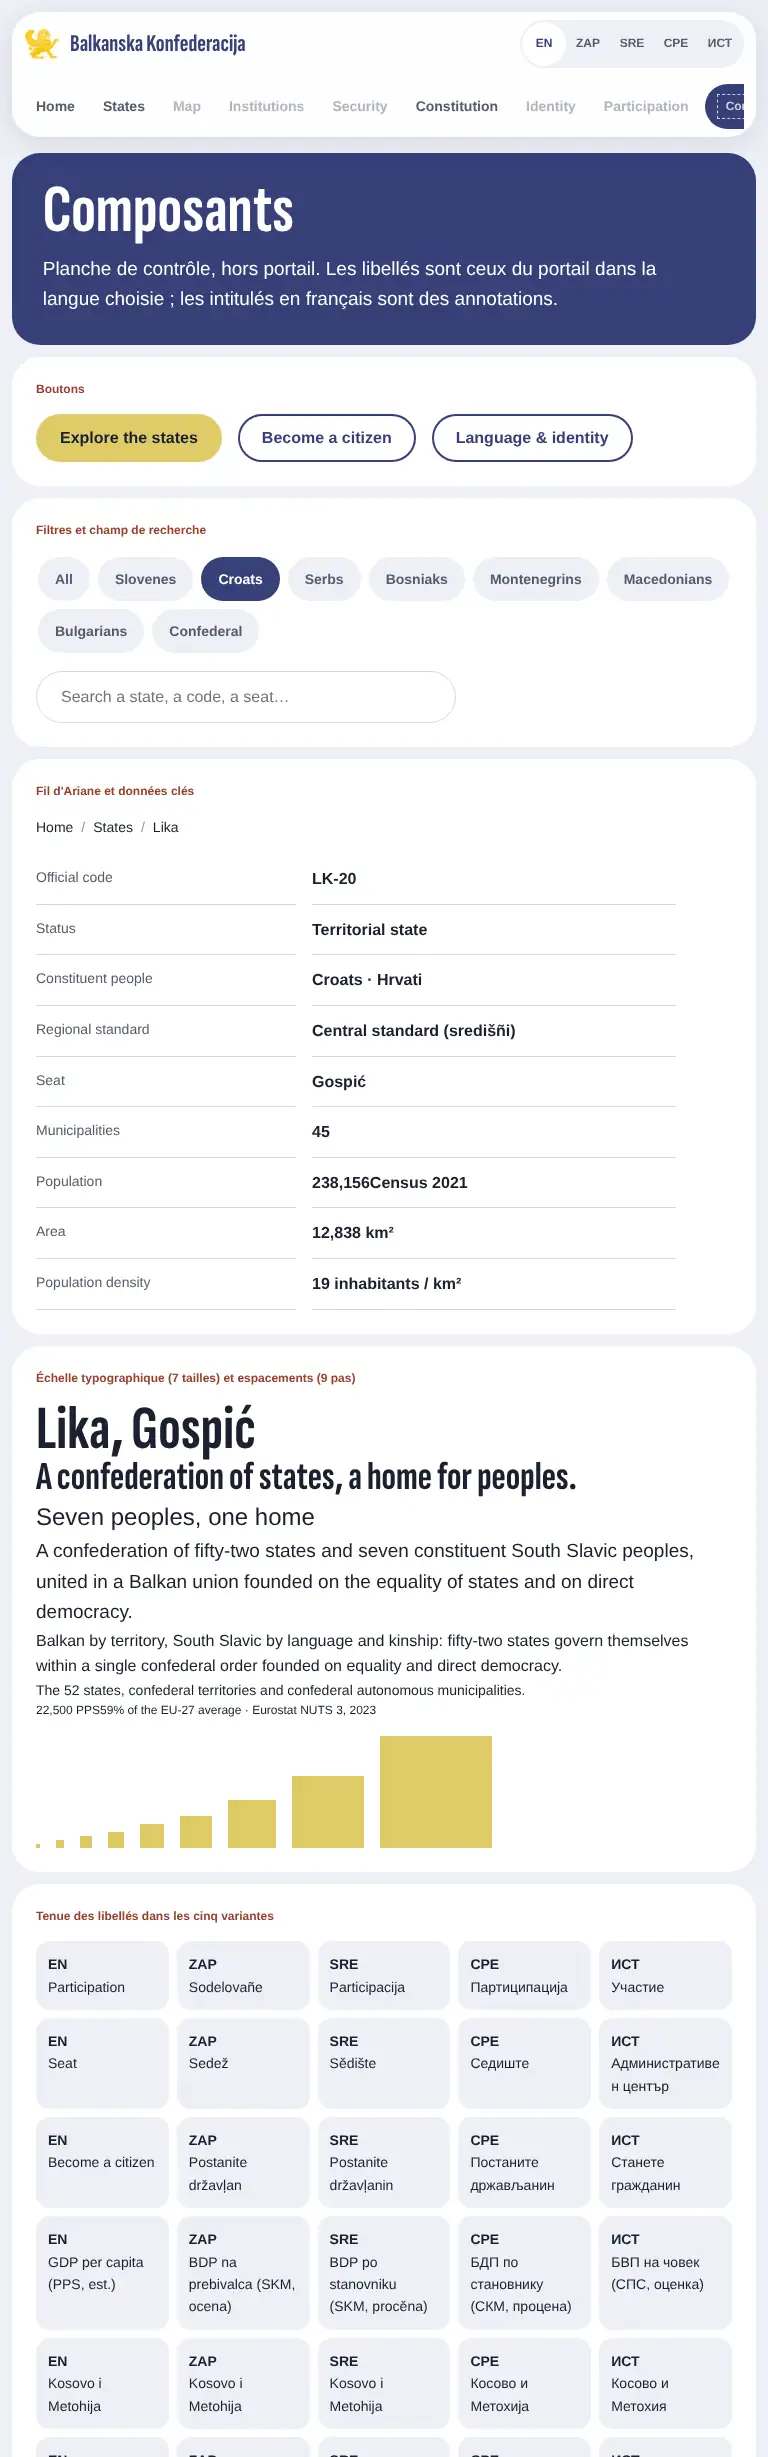 Balkanska Konfederacija
EN ZAP SRE СРЕ ИСТ
Home States Map Institutions Security Constitution Identity Participation
Composants
Planche de contrôle, hors portail. Les libellés sont ceux du portail dans la
langue choisie ; les intitulés en français sont des annotations.
Boutons
Explore the states Become a citizen Language & identity
Filtres et champ de recherche
All Slovenes Croats Serbs Bosniaks Montenegrins Macedonians
Bulgarians Confederal
Search a state, a code, a seat…
Fil d'Ariane et données clés
Home / States / Lika
Official code LK-20
Status Territorial state
Constituent people Croats · Hrvati
Regional standard Central standard (središñi)
Seat Gospić
Municipalities 45
Population 238,156Census 2021
Area 12,838 km²
Population density 19 inhabitants / km²
Échelle typographique (7 tailles) et espacements (9 pas)
Lika, Gospić
A confederation of states, a home for peoples.
Seven peoples, one home
A confederation of fifty-two states and seven constituent South Slavic peoples,
united in a Balkan union founded on the equality of states and on direct
democracy.
Balkan by territory, South Slavic by language and kinship: fifty-two states govern themselves
within a single confederal order founded on equality and direct democracy.
The 52 states, confederal territories and confederal autonomous municipalities.
22,500 PPS59% of the EU-27 average · Eurostat NUTS 3, 2023
Tenue des libellés dans les cinq variantes
EN ZAP SRE СРЕ ИСТ
Participation Sodelovañe Participacija Партиципација Участие
EN ZAP SRE СРЕ ИСТ
Seat Sedež Sědište Седиште Административе
н център
EN ZAP SRE СРЕ ИСТ
Become a citizen Postanite Postanite Постаните Станете
državļan državļanin држављанин гражданин
EN ZAP SRE СРЕ ИСТ
GDP per capita BDP na BDP po БДП по БВП на човек
(PPS, est.) prebivalca (SKM, stanovniku становнику (СПС, оценка)
ocena) (SKM, procěna) (СКМ, процена)
EN ZAP SRE СРЕ ИСТ
Kosovo i Kosovo i Kosovo i Косово и Косово и
Metohija Metohija Metohija Метохија Метохия